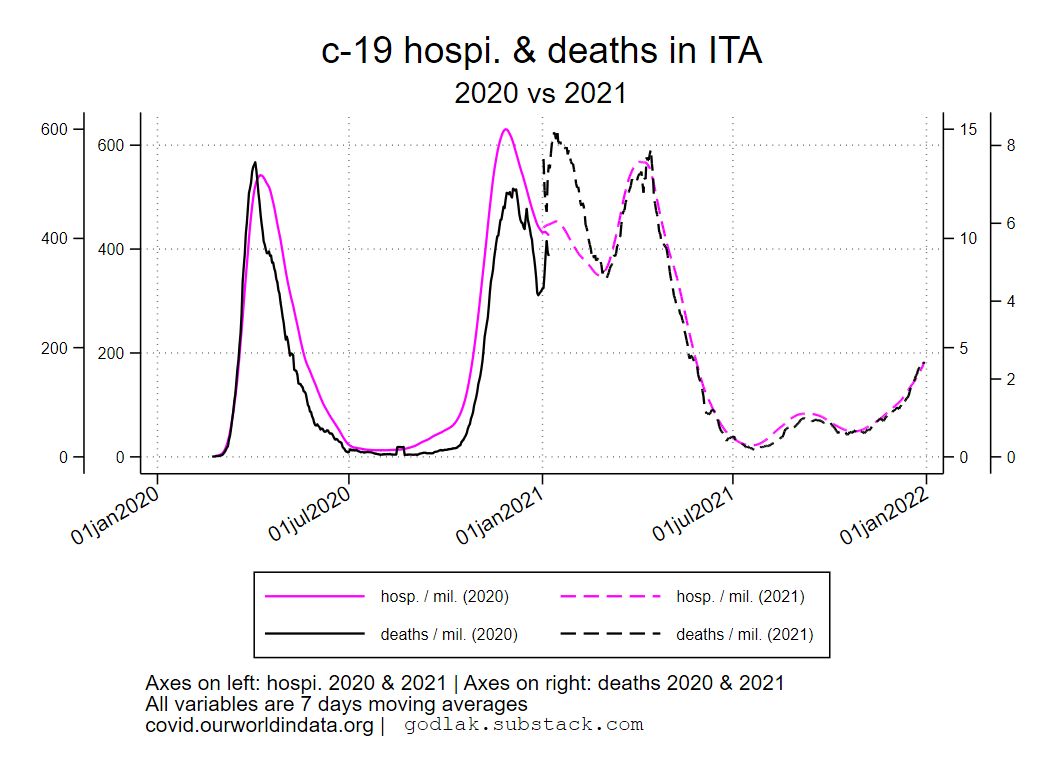 c-19 hospi. & deaths in ITA
2020 vs 2021
600
400
200
0
600
400
200
0
15
10
5
0
8
6
4
2
0
01jan2020
01jul2020
01jan2021
01jul2021
01jan2022
hosp. / mil. (2020)
hosp. / mil. (2021)
deaths / mil. (2020)
deaths / mil. (2021)
Axes on left: hospi. 2020 & 2021 | Axes on right: deaths 2020 & 2021
All variables are 7 days moving averages
covid.ourworldindata.org | godlak.substack.com